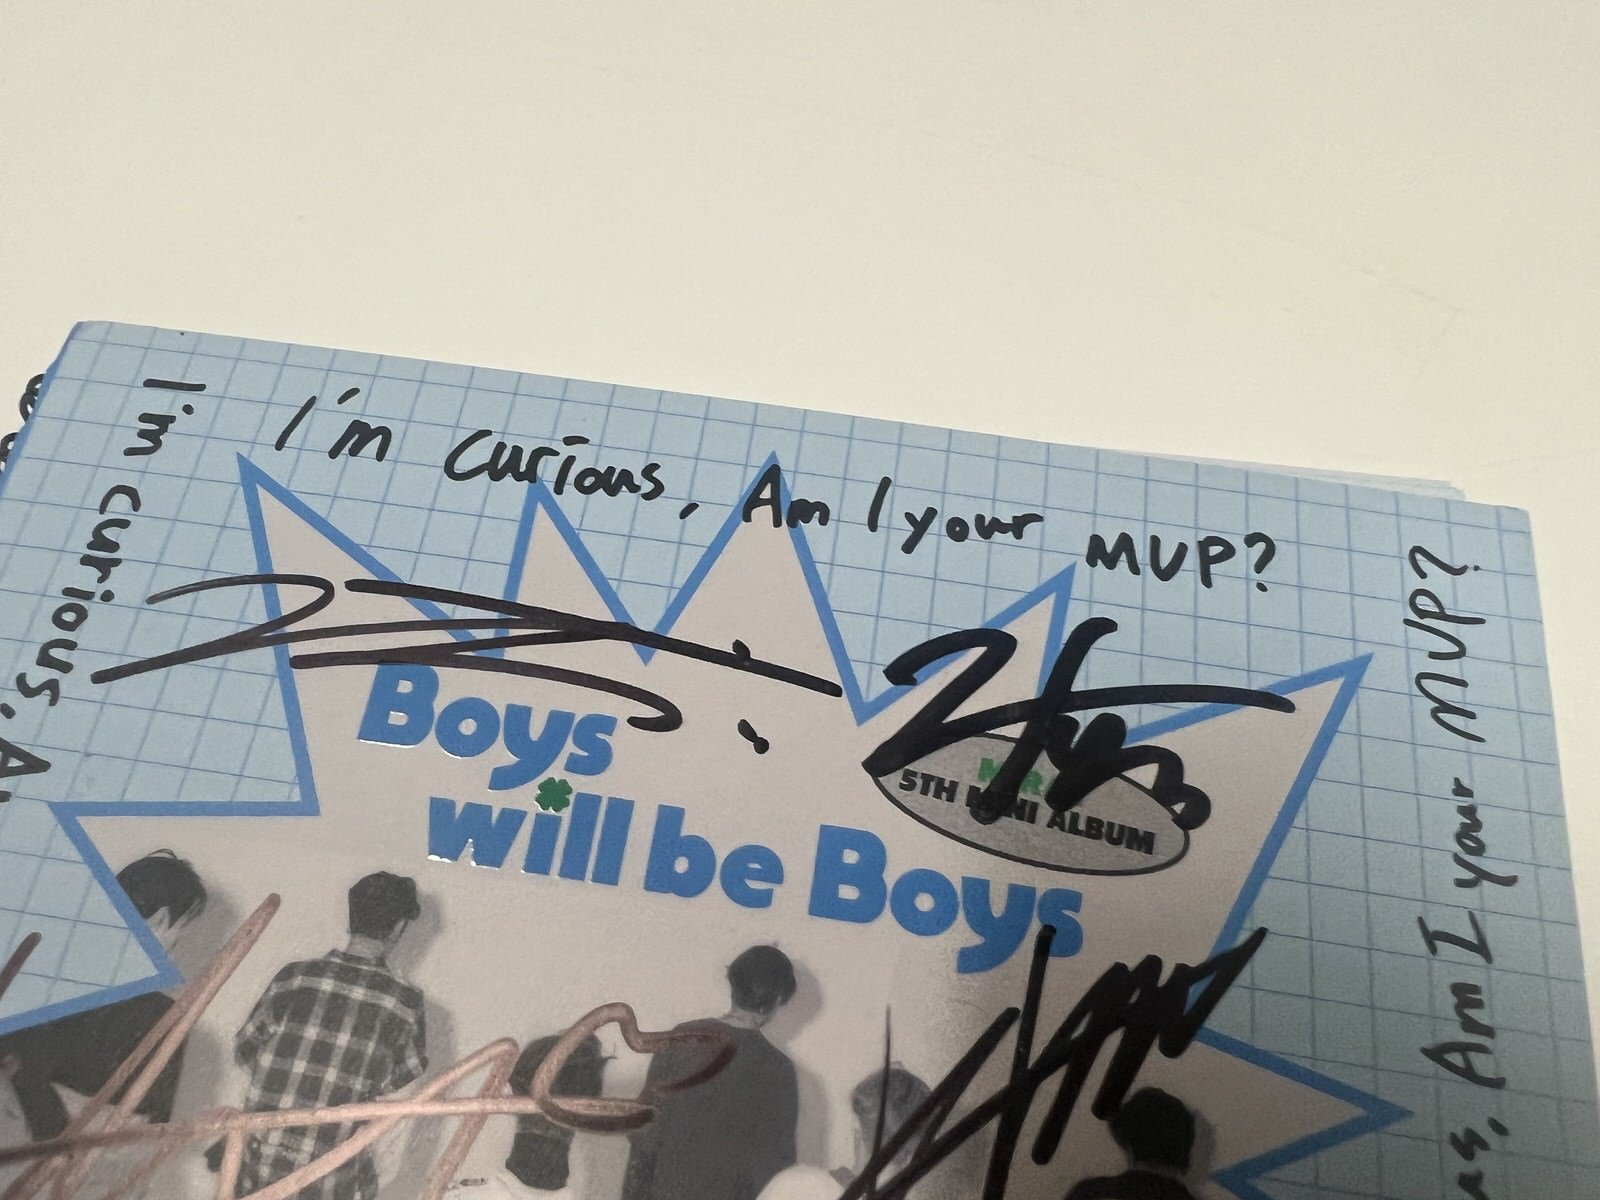 I'm Curious, Am I your MVP?
I'm curious, A
Am I your MVP?
Boys
will be Boys
5TH MINI ALBUM